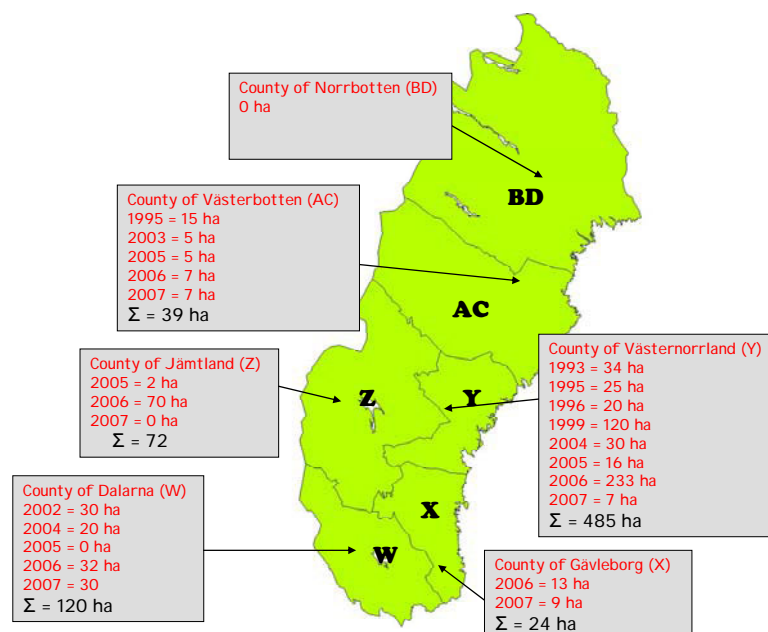 County of Norrbotten (BD)
0 ha
BD
County of Västerbotten (AC)
1995 = 15 ha
2003 = 5 ha
2005 = 5 ha
2006 = 7 ha
2007 = 7 ha
Σ = 39 ha
AC
County of Västernorrland (Y)
1993 = 34 ha
1995 = 25 ha
1996 = 20 ha
1999 = 120 ha
2004 = 30 ha
2005 = 16 ha
2006 = 233 ha
2007 = 7 ha
Σ = 485 ha
County of Jämtland (Z)
2005 = 2 ha
2006 = 70 ha
2007 = 0 ha
Σ = 72
Z
Y
County of Dalarna (W)
2002 = 30 ha
2004 = 20 ha
2005 = 0 ha
2006 = 32 ha
2007 = 30
Σ = 120 ha
X
W
County of Gävleborg (X)
2006 = 13 ha
2007 = 9 ha
Σ = 24 ha